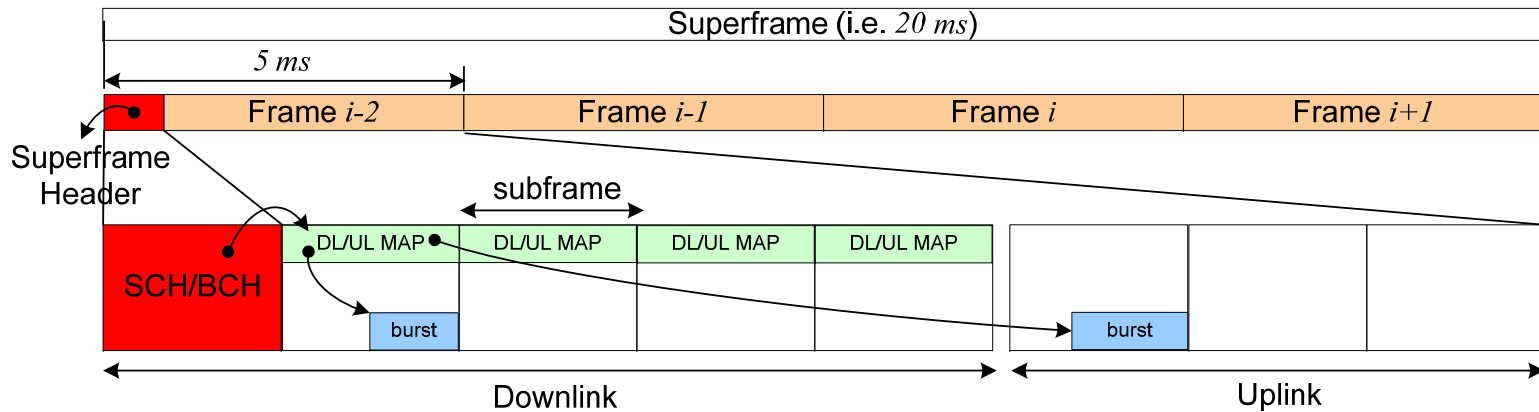 Superframe (i.e. 20 ms)
5 ms
Frame i-2
Frame i-1
Frame i
Frame i+1
Superframe
Header
subframe
DL/UL MAP
DL/UL MAP
DL/UL MAP
DL/UL MAP
SCH/BCH
burst
burst
Downlink
Uplink